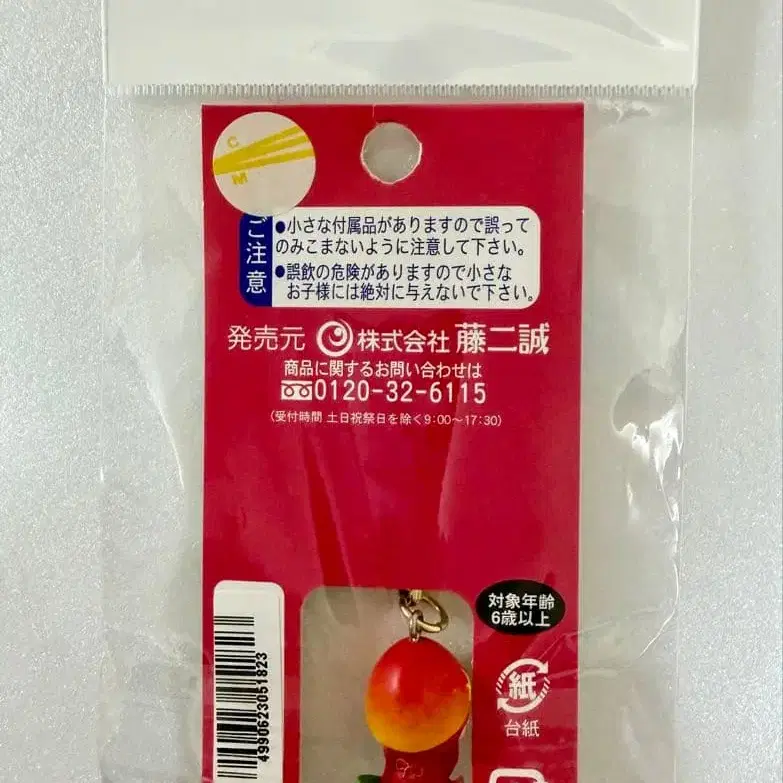 C
M
ご注意
●小さな付属品がありますので誤って
のみこまないように注意して下さい。
●誤飲の危険がありますので小さな
お子様には絶対に与えないで下さい。
発売元 株式会社 藤二誠
商品に関するお問い合わせは
0120-32-6115
(受付時間 土日祝祭日を除く9:00〜17:30)
対象年齢
6歳以上
紙
台紙
4990623051823